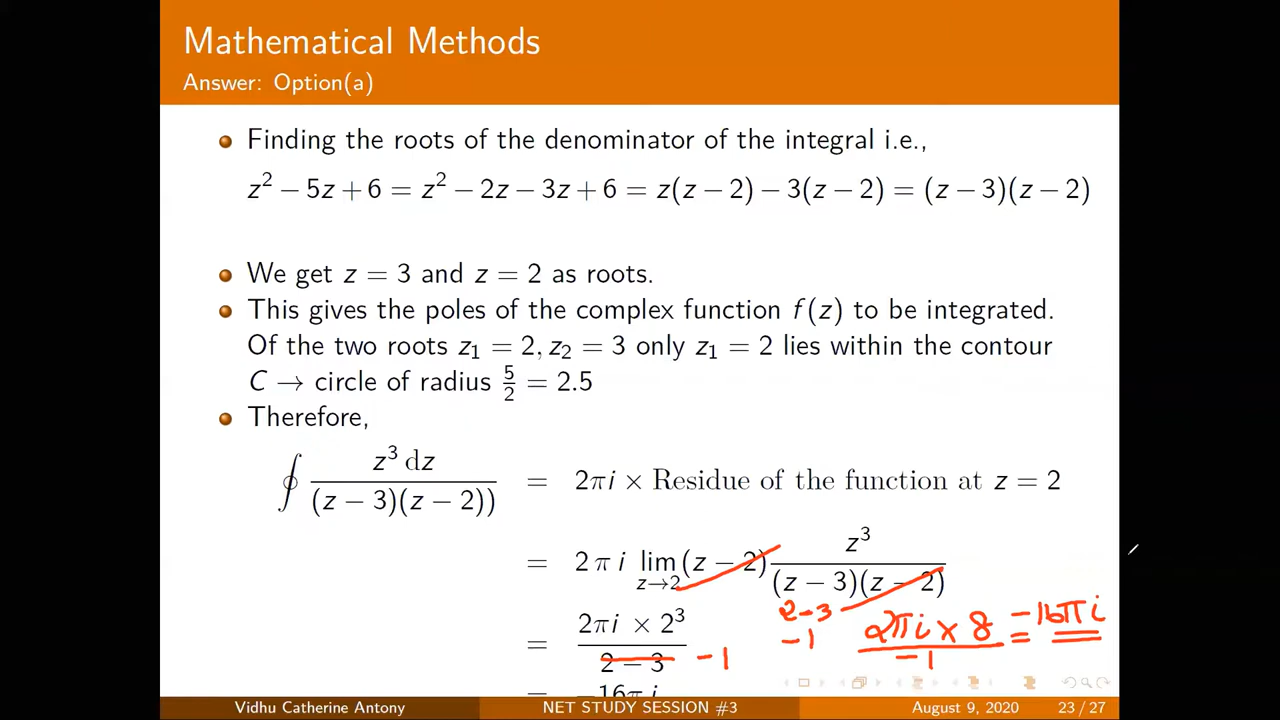 Mathematical Methods
Answer: Option(a)
Finding the roots of the denominator of the integral i.e.,
z² − 5z + 6 = z² − 2z − 3z + 6 = z(z − 2) − 3(z − 2) = (z − 3)(z − 2)
We get z = 3 and z = 2 as roots.
This gives the poles of the complex function f(z) to be integrated.
Of the two roots z₁ = 2, z₂ = 3 only z₁ = 2 lies within the contour
C → circle of radius 5/2 = 2.5
Therefore,
∮ z³ dz / (z − 3)(z − 2)) = 2πi × Residue of the function at z = 2
= 2 π i lim z→2 (z − 2) z³ / (z − 3)(z − 2)
2-3
-1
= 2πi × 2³ / 2 − 3 -1
2πi × 8 / -1 = -16πi
= −16π i
Vidhu Catherine Antony NET STUDY SESSION #3 August 9, 2020 23 / 27